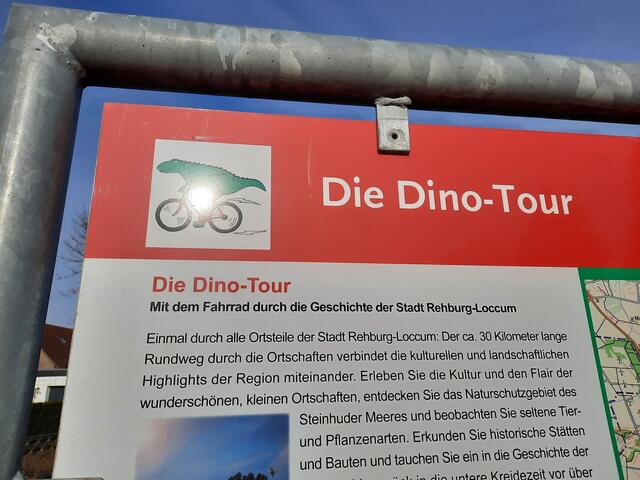 Die Dino-Tour
Die Dino-Tour
Mit dem Fahrrad durch die Geschichte der Stadt Rehburg-Loccum
Einmal durch alle Ortsteile der Stadt Rehburg-Loccum: Der ca. 30 Kilometer lange
Rundweg durch die Ortschaften verbindet die kulturellen und landschaftlichen
Highlights der Region miteinander. Erleben Sie die Kultur und den Flair der
wunderschönen, kleinen Ortschaften, entdecken Sie das Naturschutzgebiet des
Steinhuder Meeres und beobachten Sie seltene Tier-
und Pflanzenarten. Erkunden Sie historische Stätten
und Bauten und tauchen Sie ein in die Geschichte der
in die untere Kreidezeit vor über